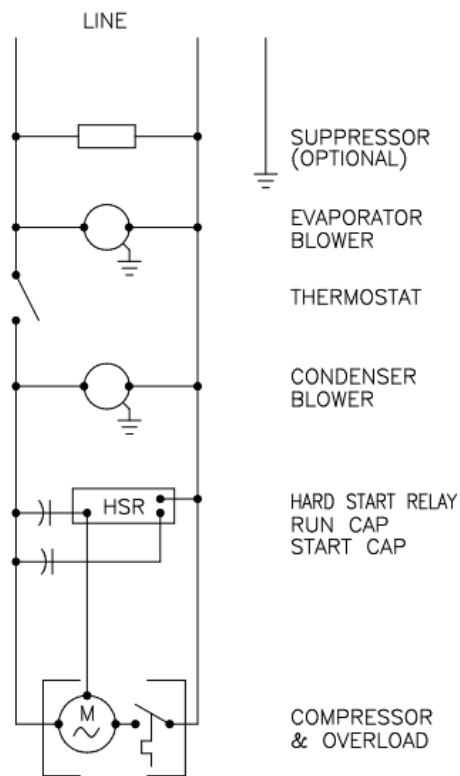 LINE
SUPPRESSOR
(OPTIONAL)
EVAPORATOR
BLOWER
THERMOSTAT
CONDENSER
BLOWER
HSR
HARD START RELAY
RUN CAP
START CAP
M
COMPRESSOR
& OVERLOAD